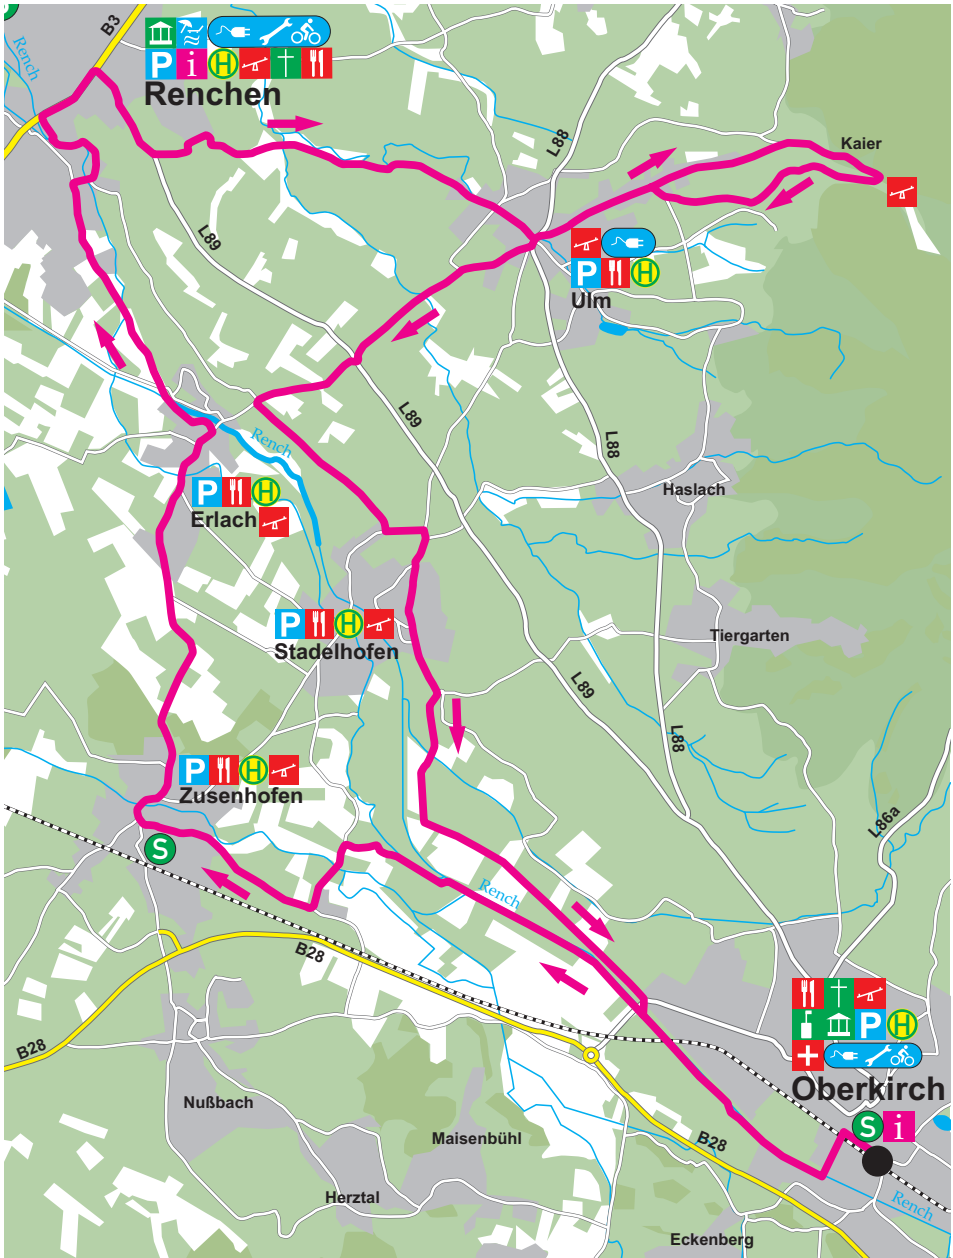 B3
Rench
P i H
Renchen
L88
Kaier
L89
P H
Ulm
L89
L88
Rench
Haslach
P H
Erlach
P H
Stadelhofen
Tiergarten
L89
L88
P H
Zusenhofen
L86a
S
Rench
B28
B28
P H
Oberkirch
S i
Nußbach
Maisenbühl
B28
Herztal
Rench
Eckenberg